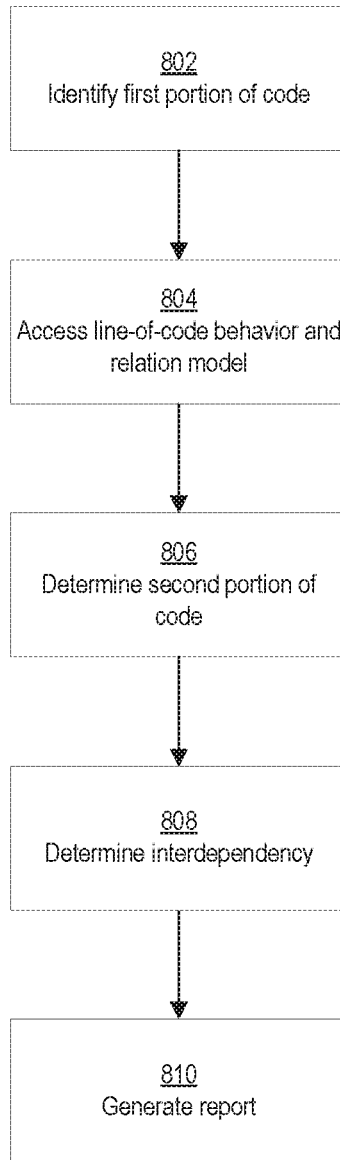 802
Identify first portion of code
804
Access line-of-code behavior and
relation model
806
Determine second portion of
code
808
Determine interdependency
810
Generate report